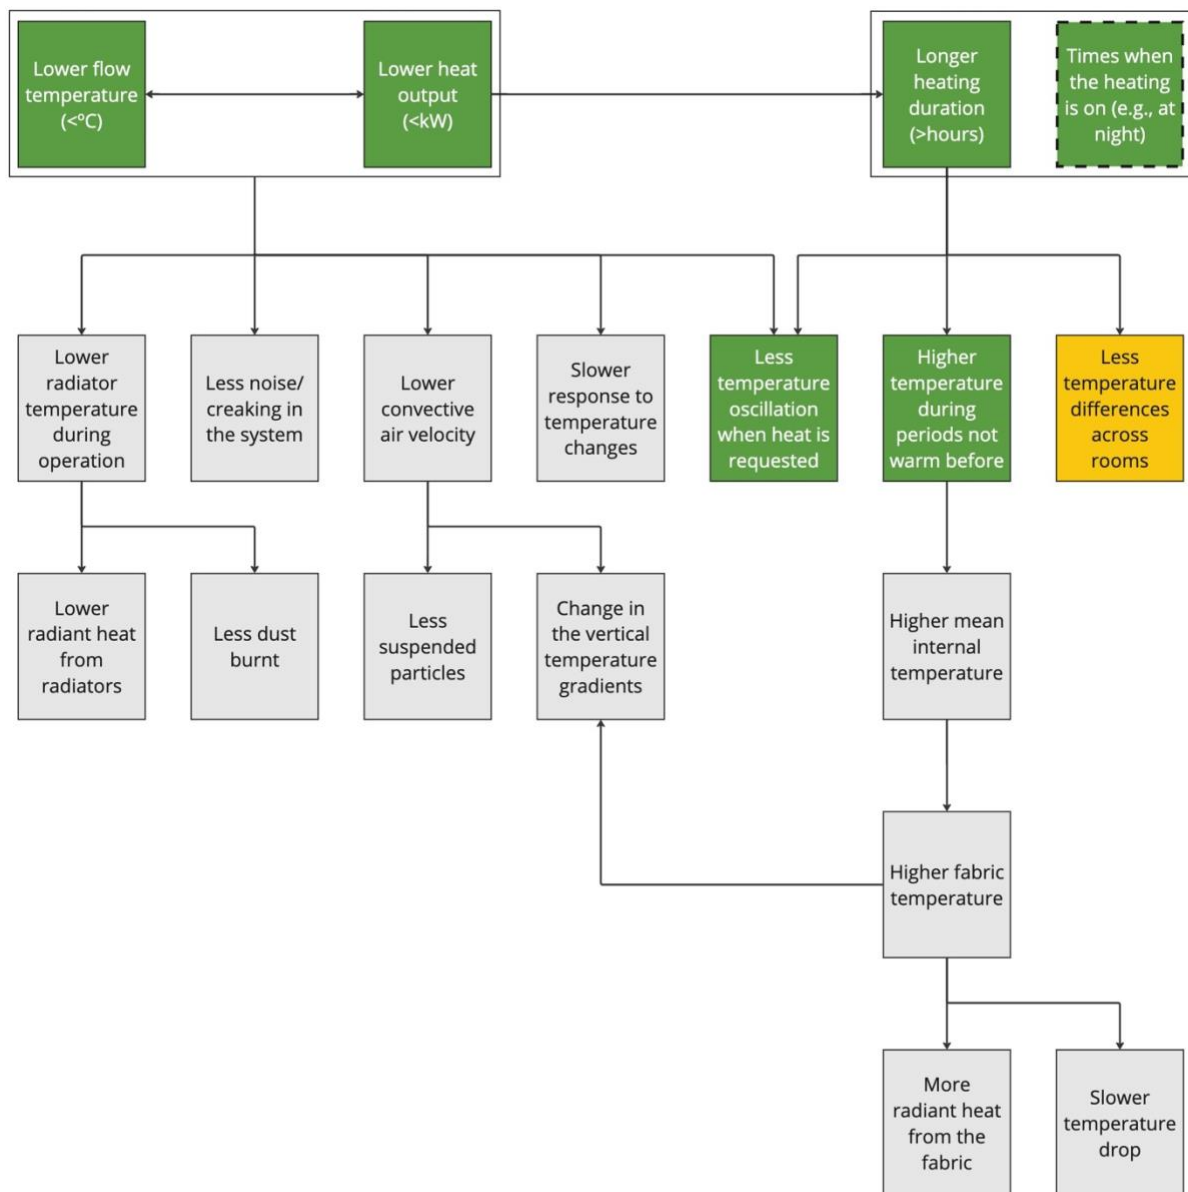 Lower flow
temperature
(<ºC)
Lower heat
output
(<kW)
Longer
heating
duration
(>hours)
Times when
the heating
is on (e.g., at
night)
Lower
radiator
temperature
during
operation
Less noise/
creaking in
the system
Lower
convective
air velocity
Slower
response to
temperature
changes
Less
temperature
oscillation
when heat is
requested
Higher
temperature
during
periods not
warm before
Less
temperature
differences
across
rooms
Lower
radiant heat
from
radiators
Less dust
burnt
Less
suspended
particles
Change in
the vertical
temperature
gradients
Higher mean
internal
temperature
Higher fabric
temperature
More
radiant heat
from the
fabric
Slower
temperature
drop